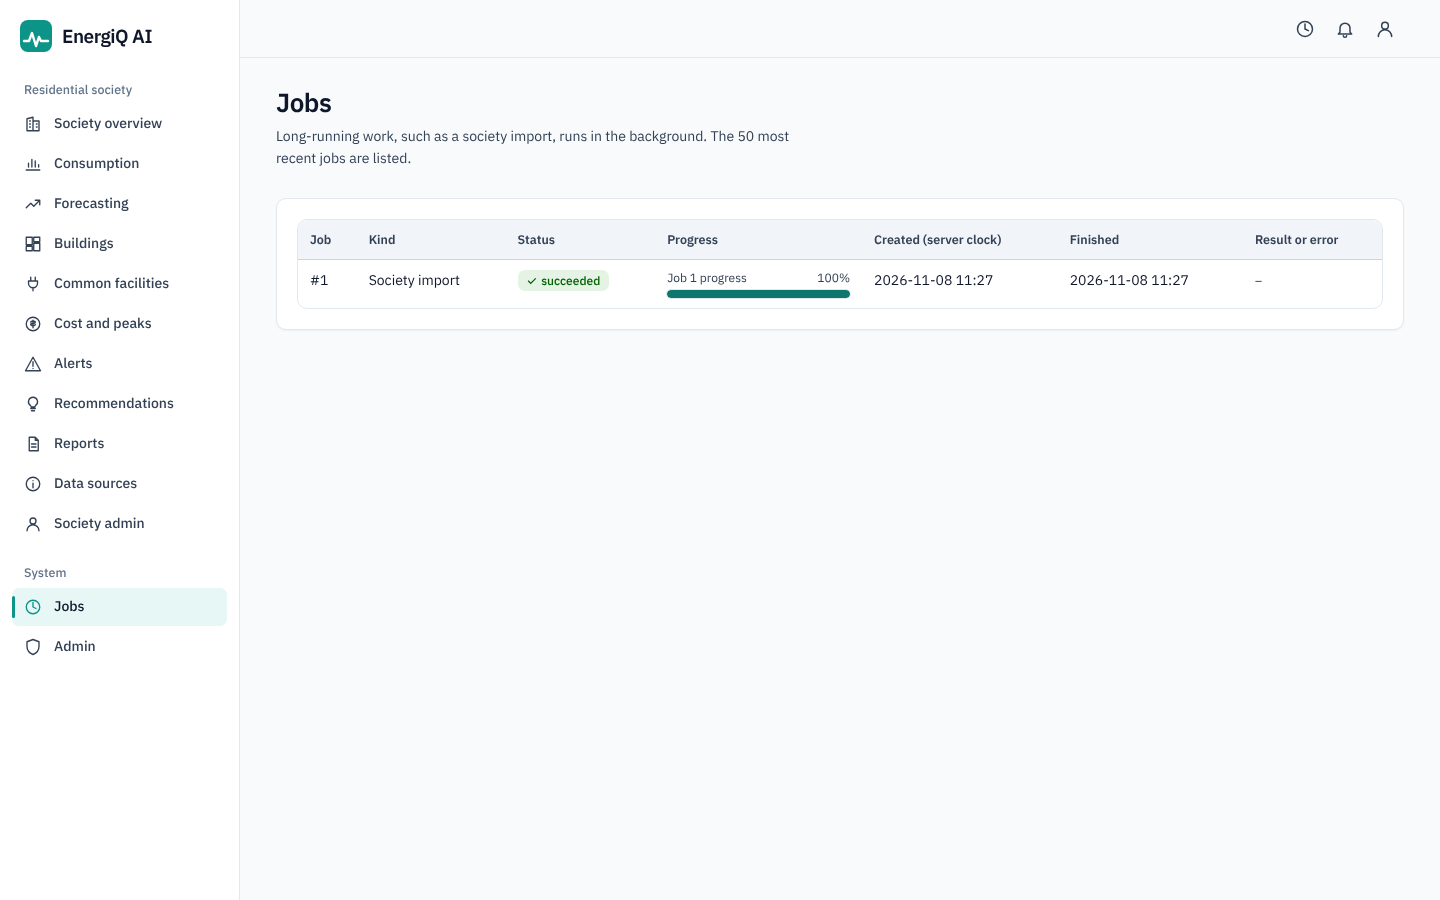 EnergiQ AI
Residential society
Society overview
Consumption
Forecasting
Buildings
Common facilities
Cost and peaks
Alerts
Recommendations
Reports
Data sources
Society admin
System
Jobs
Admin
Jobs
Long-running work, such as a society import, runs in the background. The 50 most
recent jobs are listed.
Job Kind Status Progress Created (server clock) Finished Result or error
#1 Society import succeeded Job 1 progress 100% 2026-11-08 11:27 2026-11-08 11:27 –